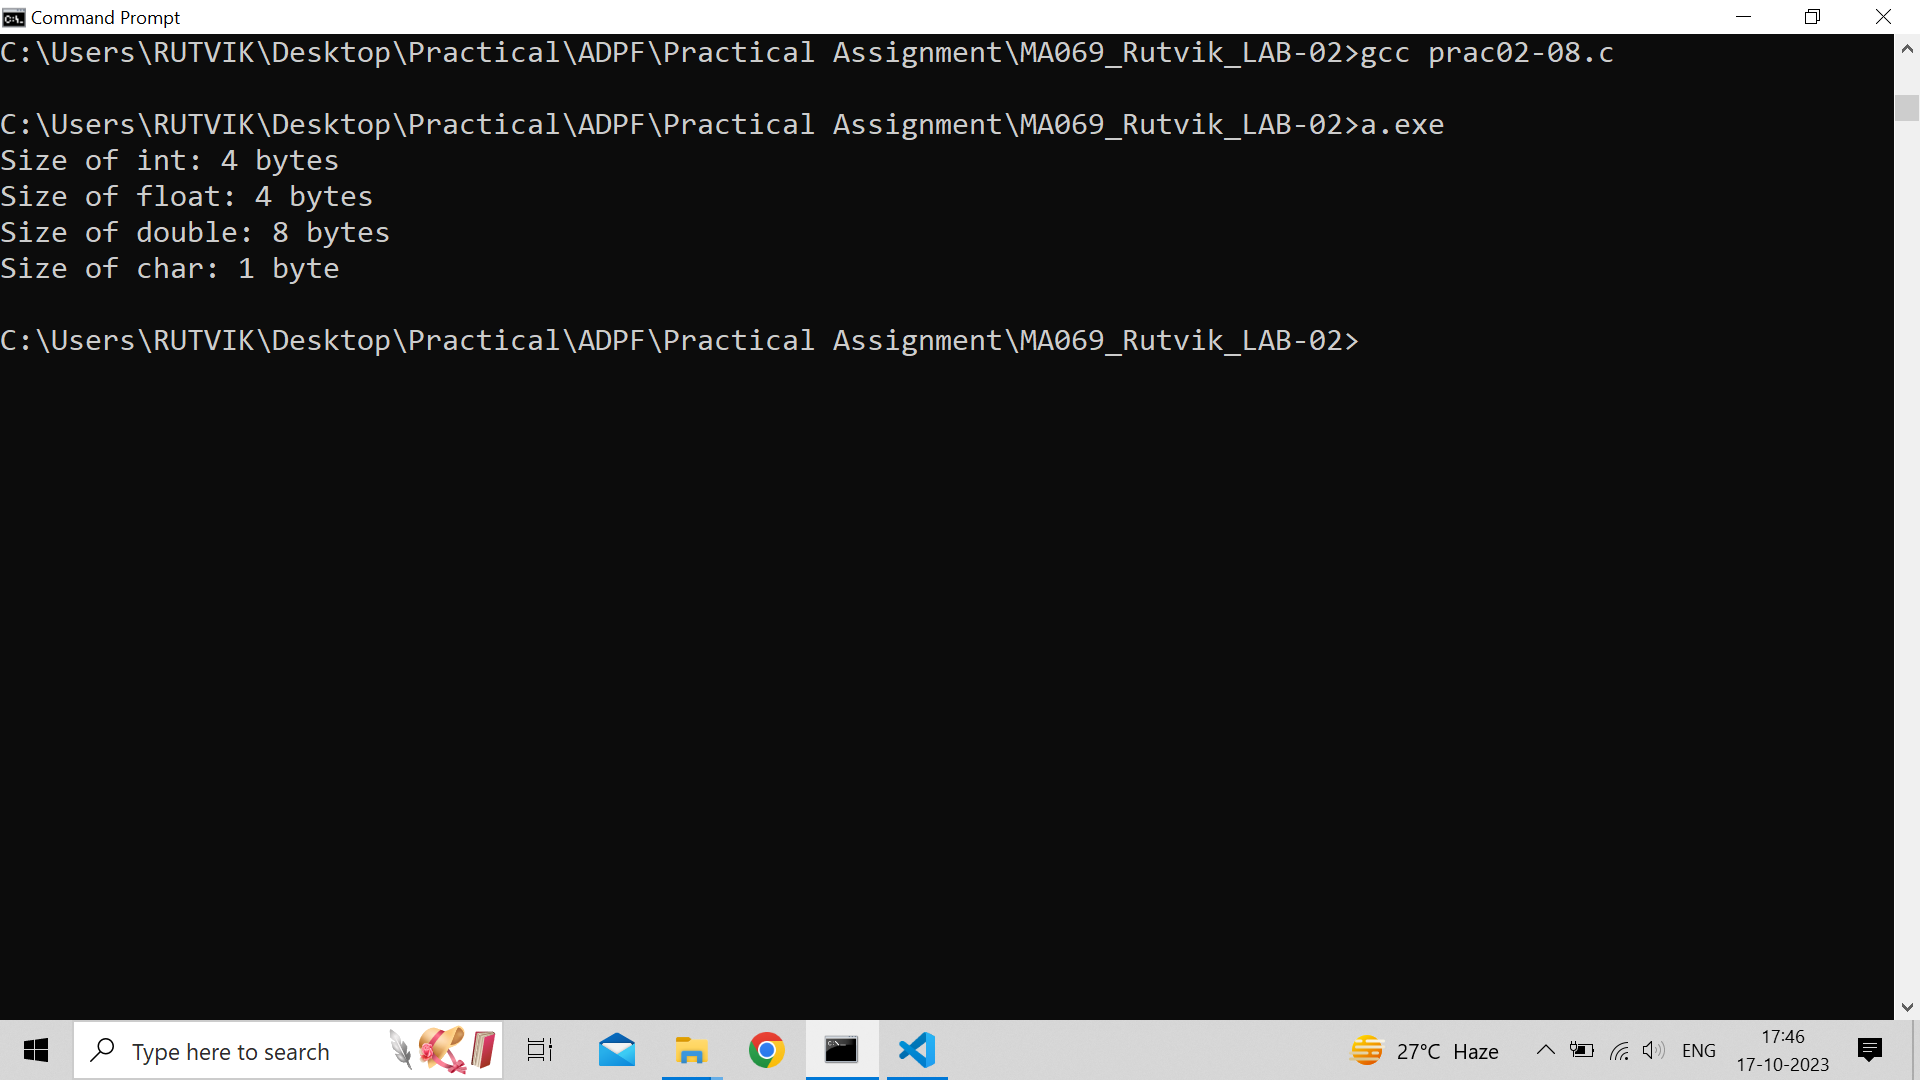 Command Prompt
C:\Users\RUTVIK\Desktop\Practical\ADPF\Practical Assignment\MA069_Rutvik_LAB-02>gcc prac02-08.c
C:\Users\RUTVIK\Desktop\Practical\ADPF\Practical Assignment\MA069_Rutvik_LAB-02>a.exe
Size of int: 4 bytes
Size of float: 4 bytes
Size of double: 8 bytes
Size of char: 1 byte
C:\Users\RUTVIK\Desktop\Practical\ADPF\Practical Assignment\MA069_Rutvik_LAB-02>
Type here to search
27°C Haze
ENG
17:46
17-10-2023